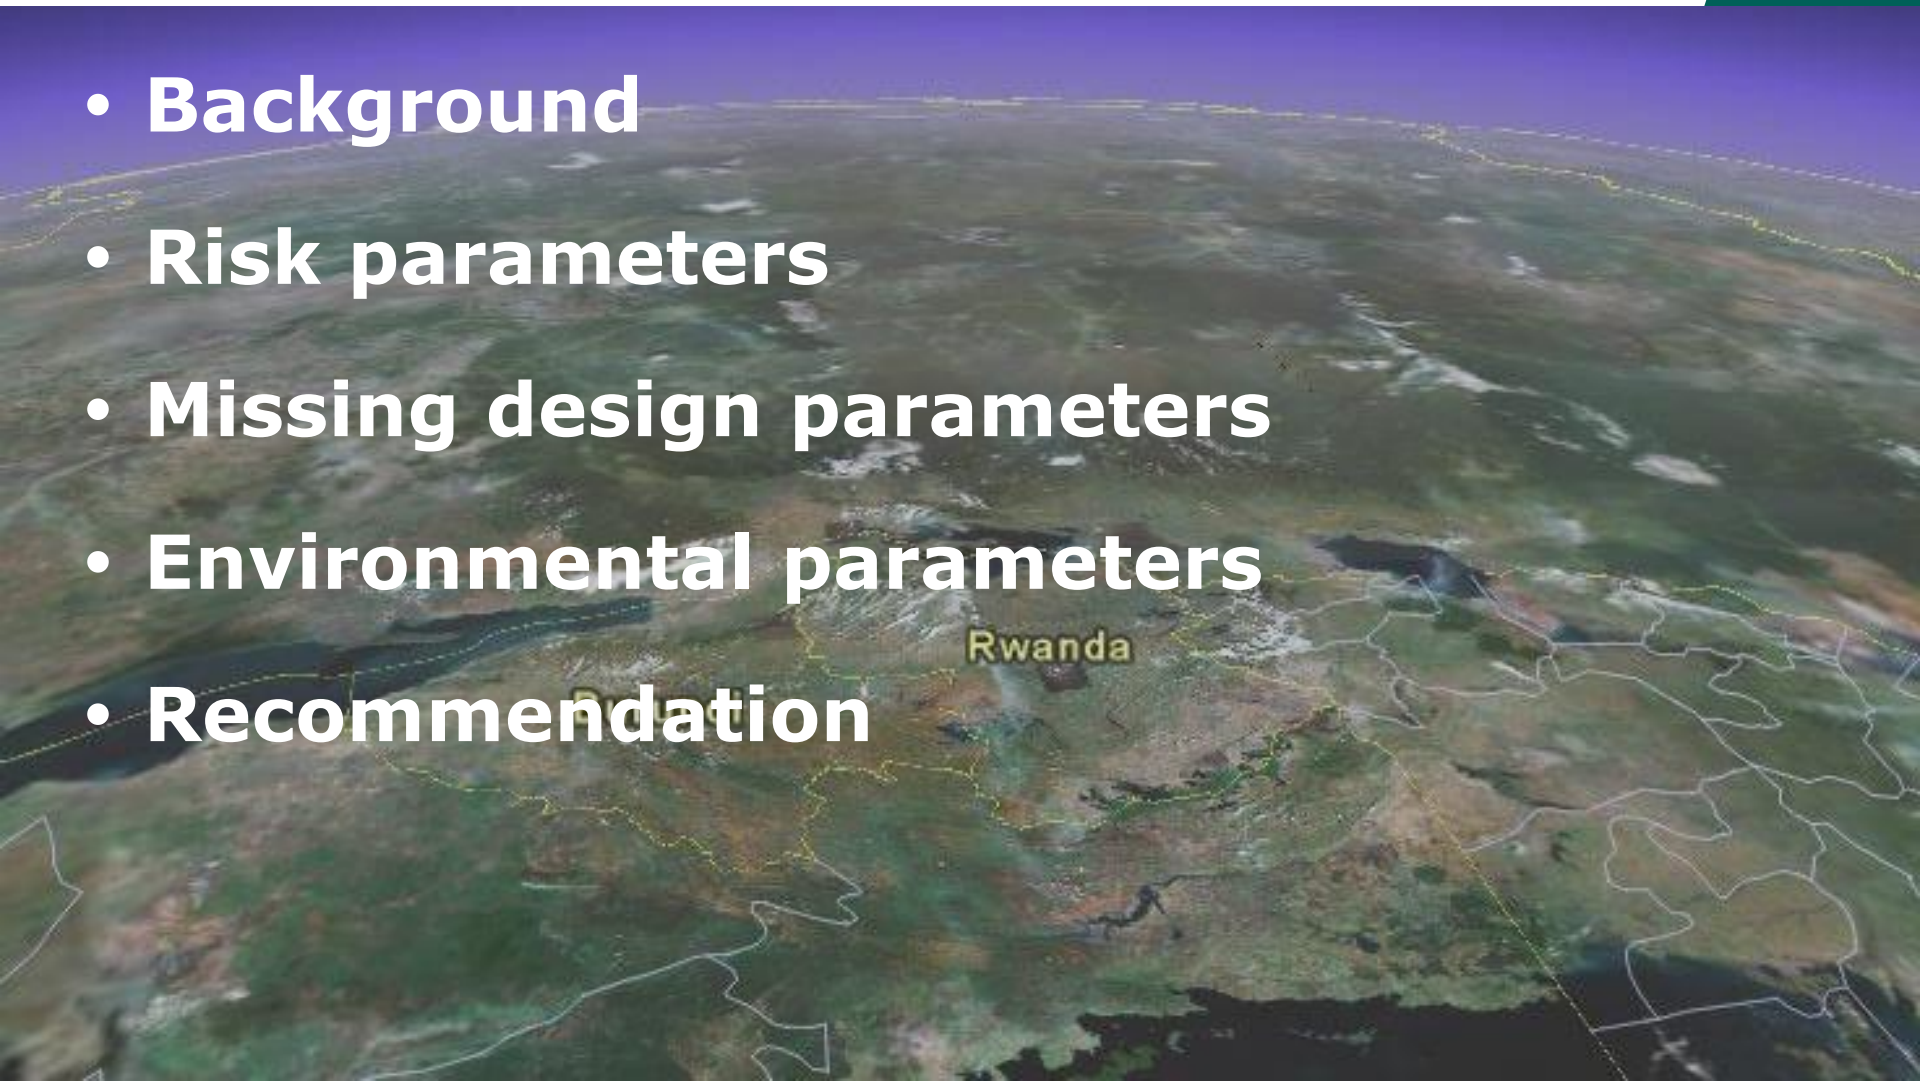 • Background
• Risk parameters
• Missing design parameters
• Environmental parameters
Rwanda
• Recommendation